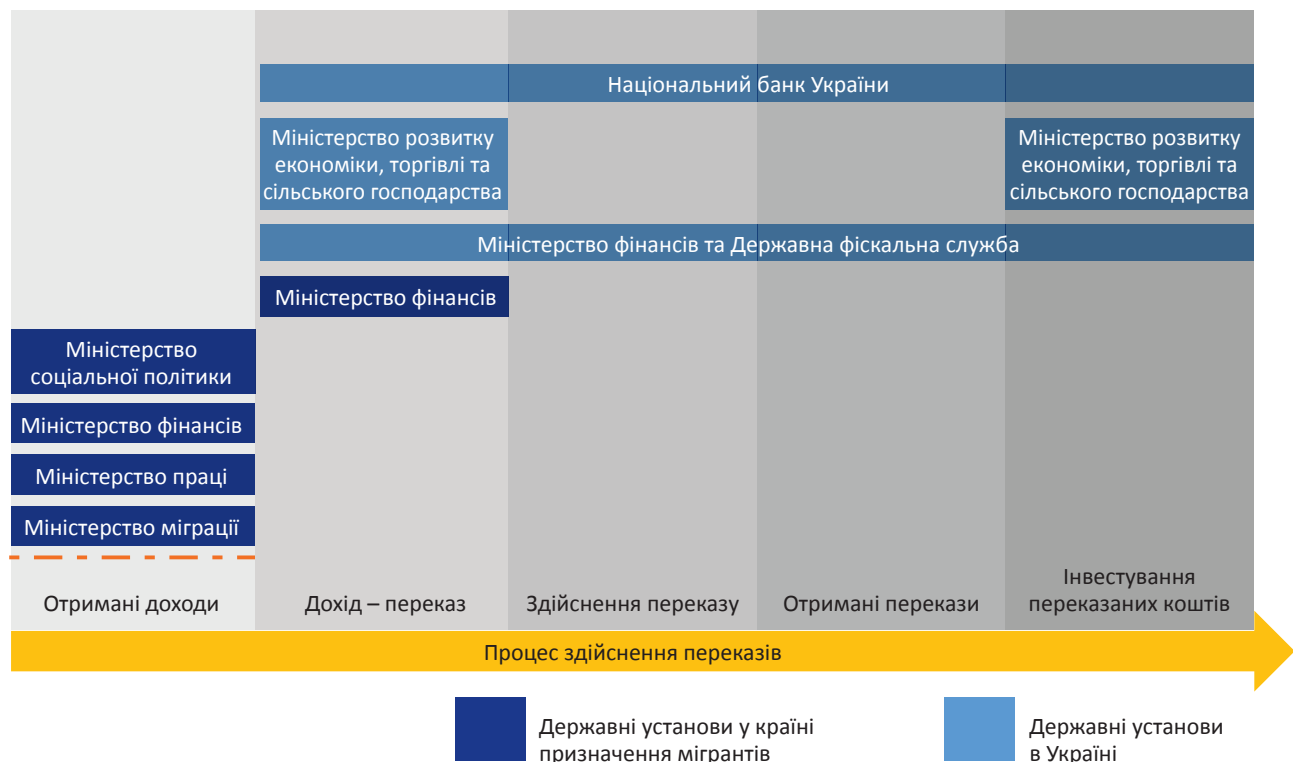 Національний банк України
Міністерство розвитку
економіки, торгівлі та
сільського господарства
Міністерство розвитку
економіки, торгівлі та
сільського господарства
Міністерство фінансів та Державна фіскальна служба
Міністерство фінансів
Міністерство
соціальної політики
Міністерство фінансів
Міністерство праці
Міністерство міграції
Отримані доходи
Дохід – переказ
Здійснення переказу
Отримані перекази
Інвестування
переказаних коштів
Процес здійснення переказів
Державні установи у країні
призначення мігрантів
Державні установи
в Україні